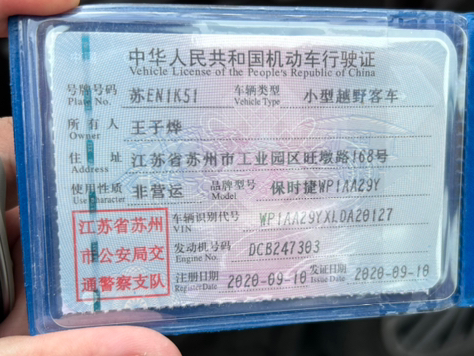 中华人民共和国机动车行驶证
Vehicle License of the People's Republic of China
号牌号码 苏EN1K51 车辆类型 小型越野客车
Plate No. Vehicle Type
所有人 王子烨
Owner
住址 江苏省苏州市工业园区旺墩路168号
Address
使用性质 非营运 品牌型号 保时捷WP1AA29Y
Use Character Model
江苏省苏州 车辆识别代号 WP1AA29YXLDA20127
市公安局交 VIN
通警察支队 发动机号码 DCB247303
Engine No.
注册日期 2020-09-10 发证日期 2020-09-10
Register Date Issue Date